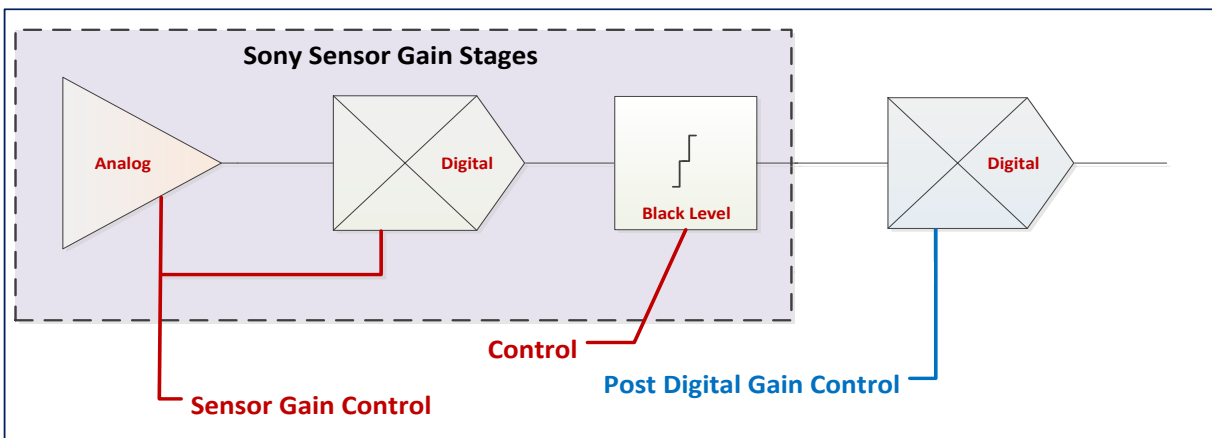 Sony Sensor Gain Stages
Analog
Digital
Black Level
Digital
Control
Post Digital Gain Control
Sensor Gain Control